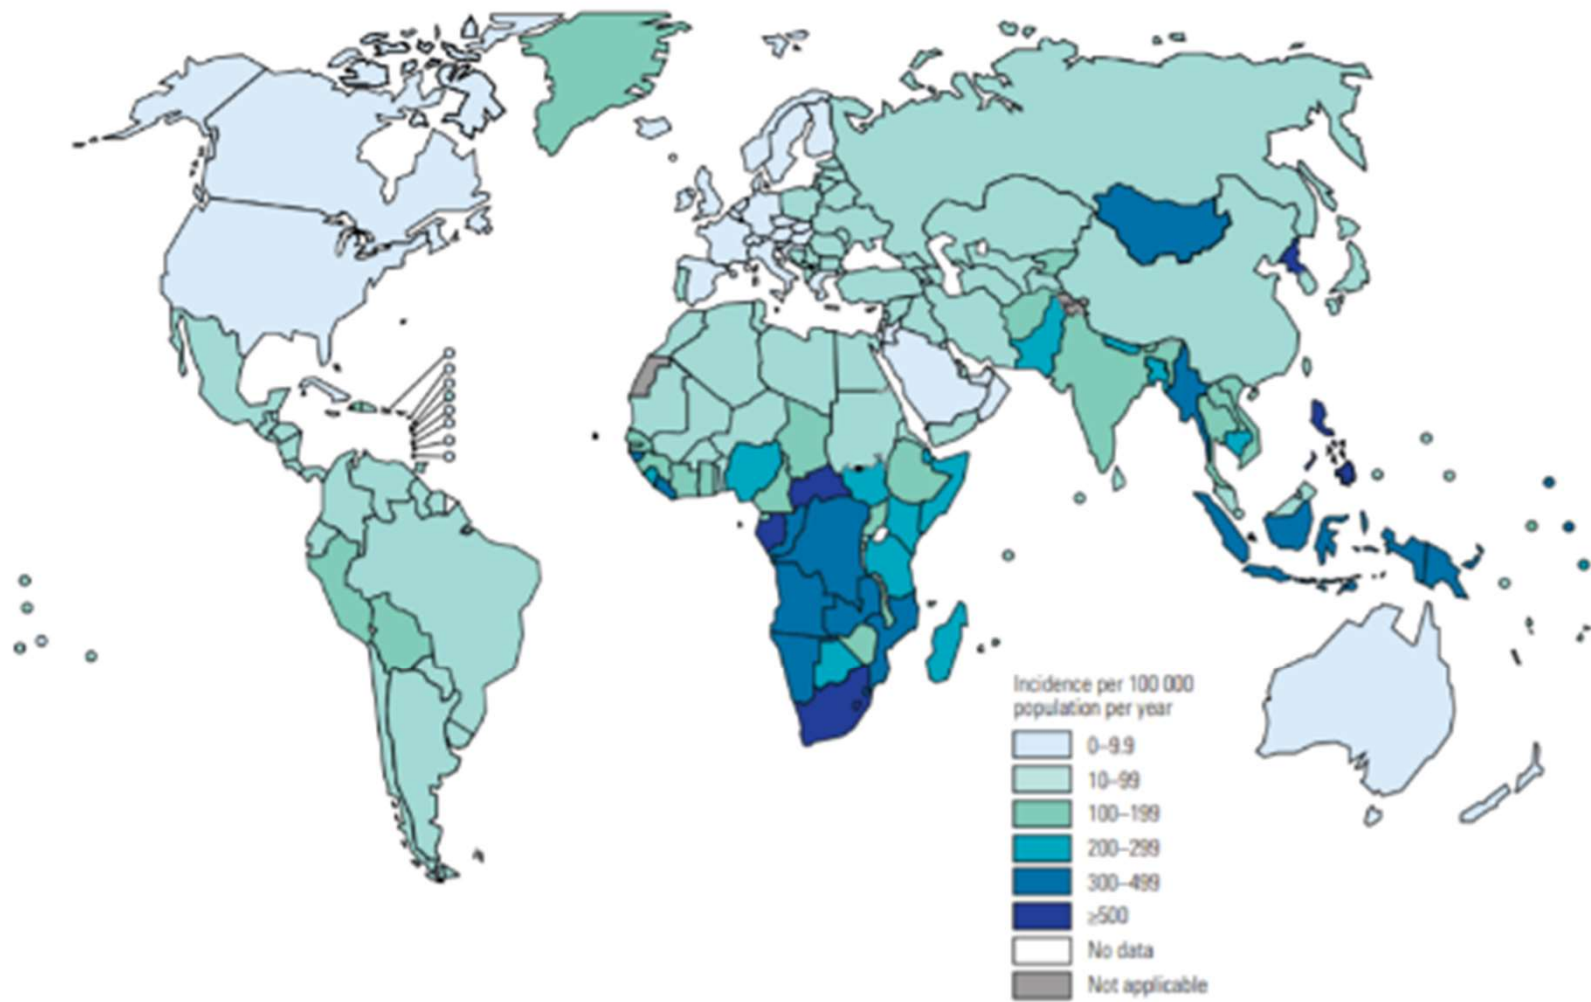 Incidence per 100 000
population per year
0–9.9
10–99
100–199
200–299
300–499
≥500
No data
Not applicable